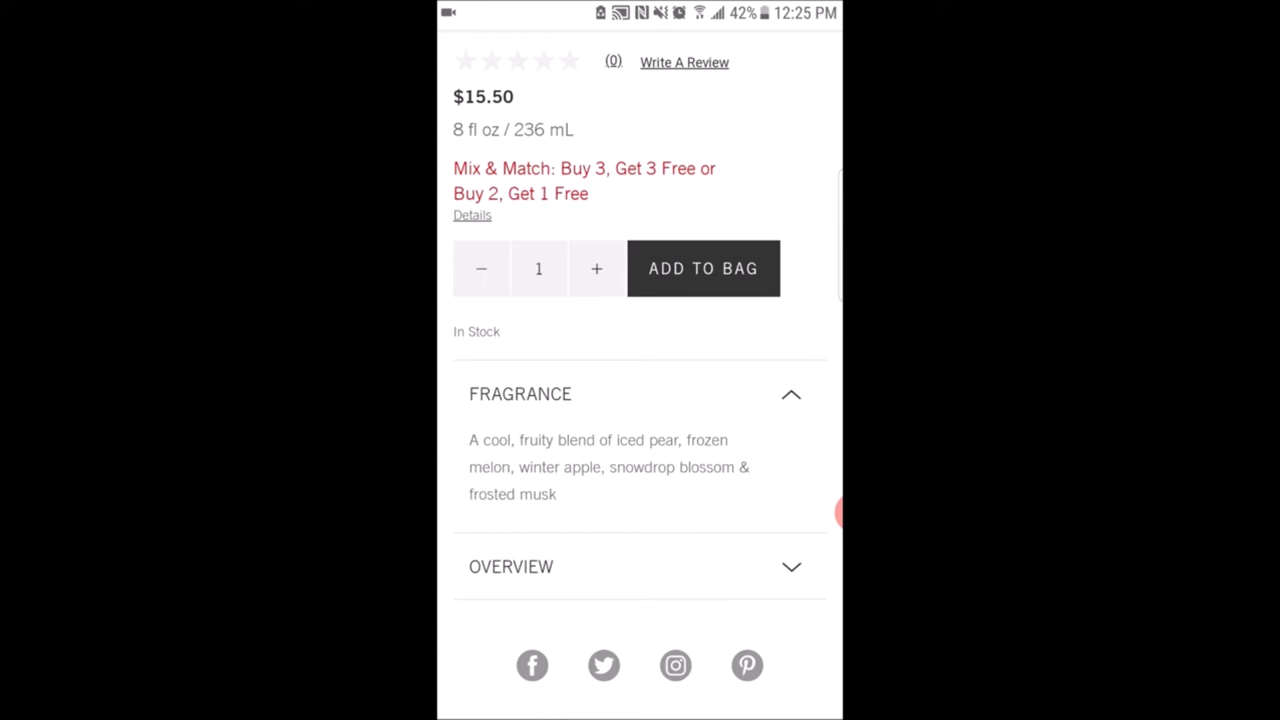 42% 12:25 PM
(0) Write A Review
$15.50
8 fl oz / 236 mL
Mix & Match: Buy 3, Get 3 Free or
Buy 2, Get 1 Free
Details
− 1 + ADD TO BAG
In Stock
FRAGRANCE
A cool, fruity blend of iced pear, frozen
melon, winter apple, snowdrop blossom &
frosted musk
OVERVIEW